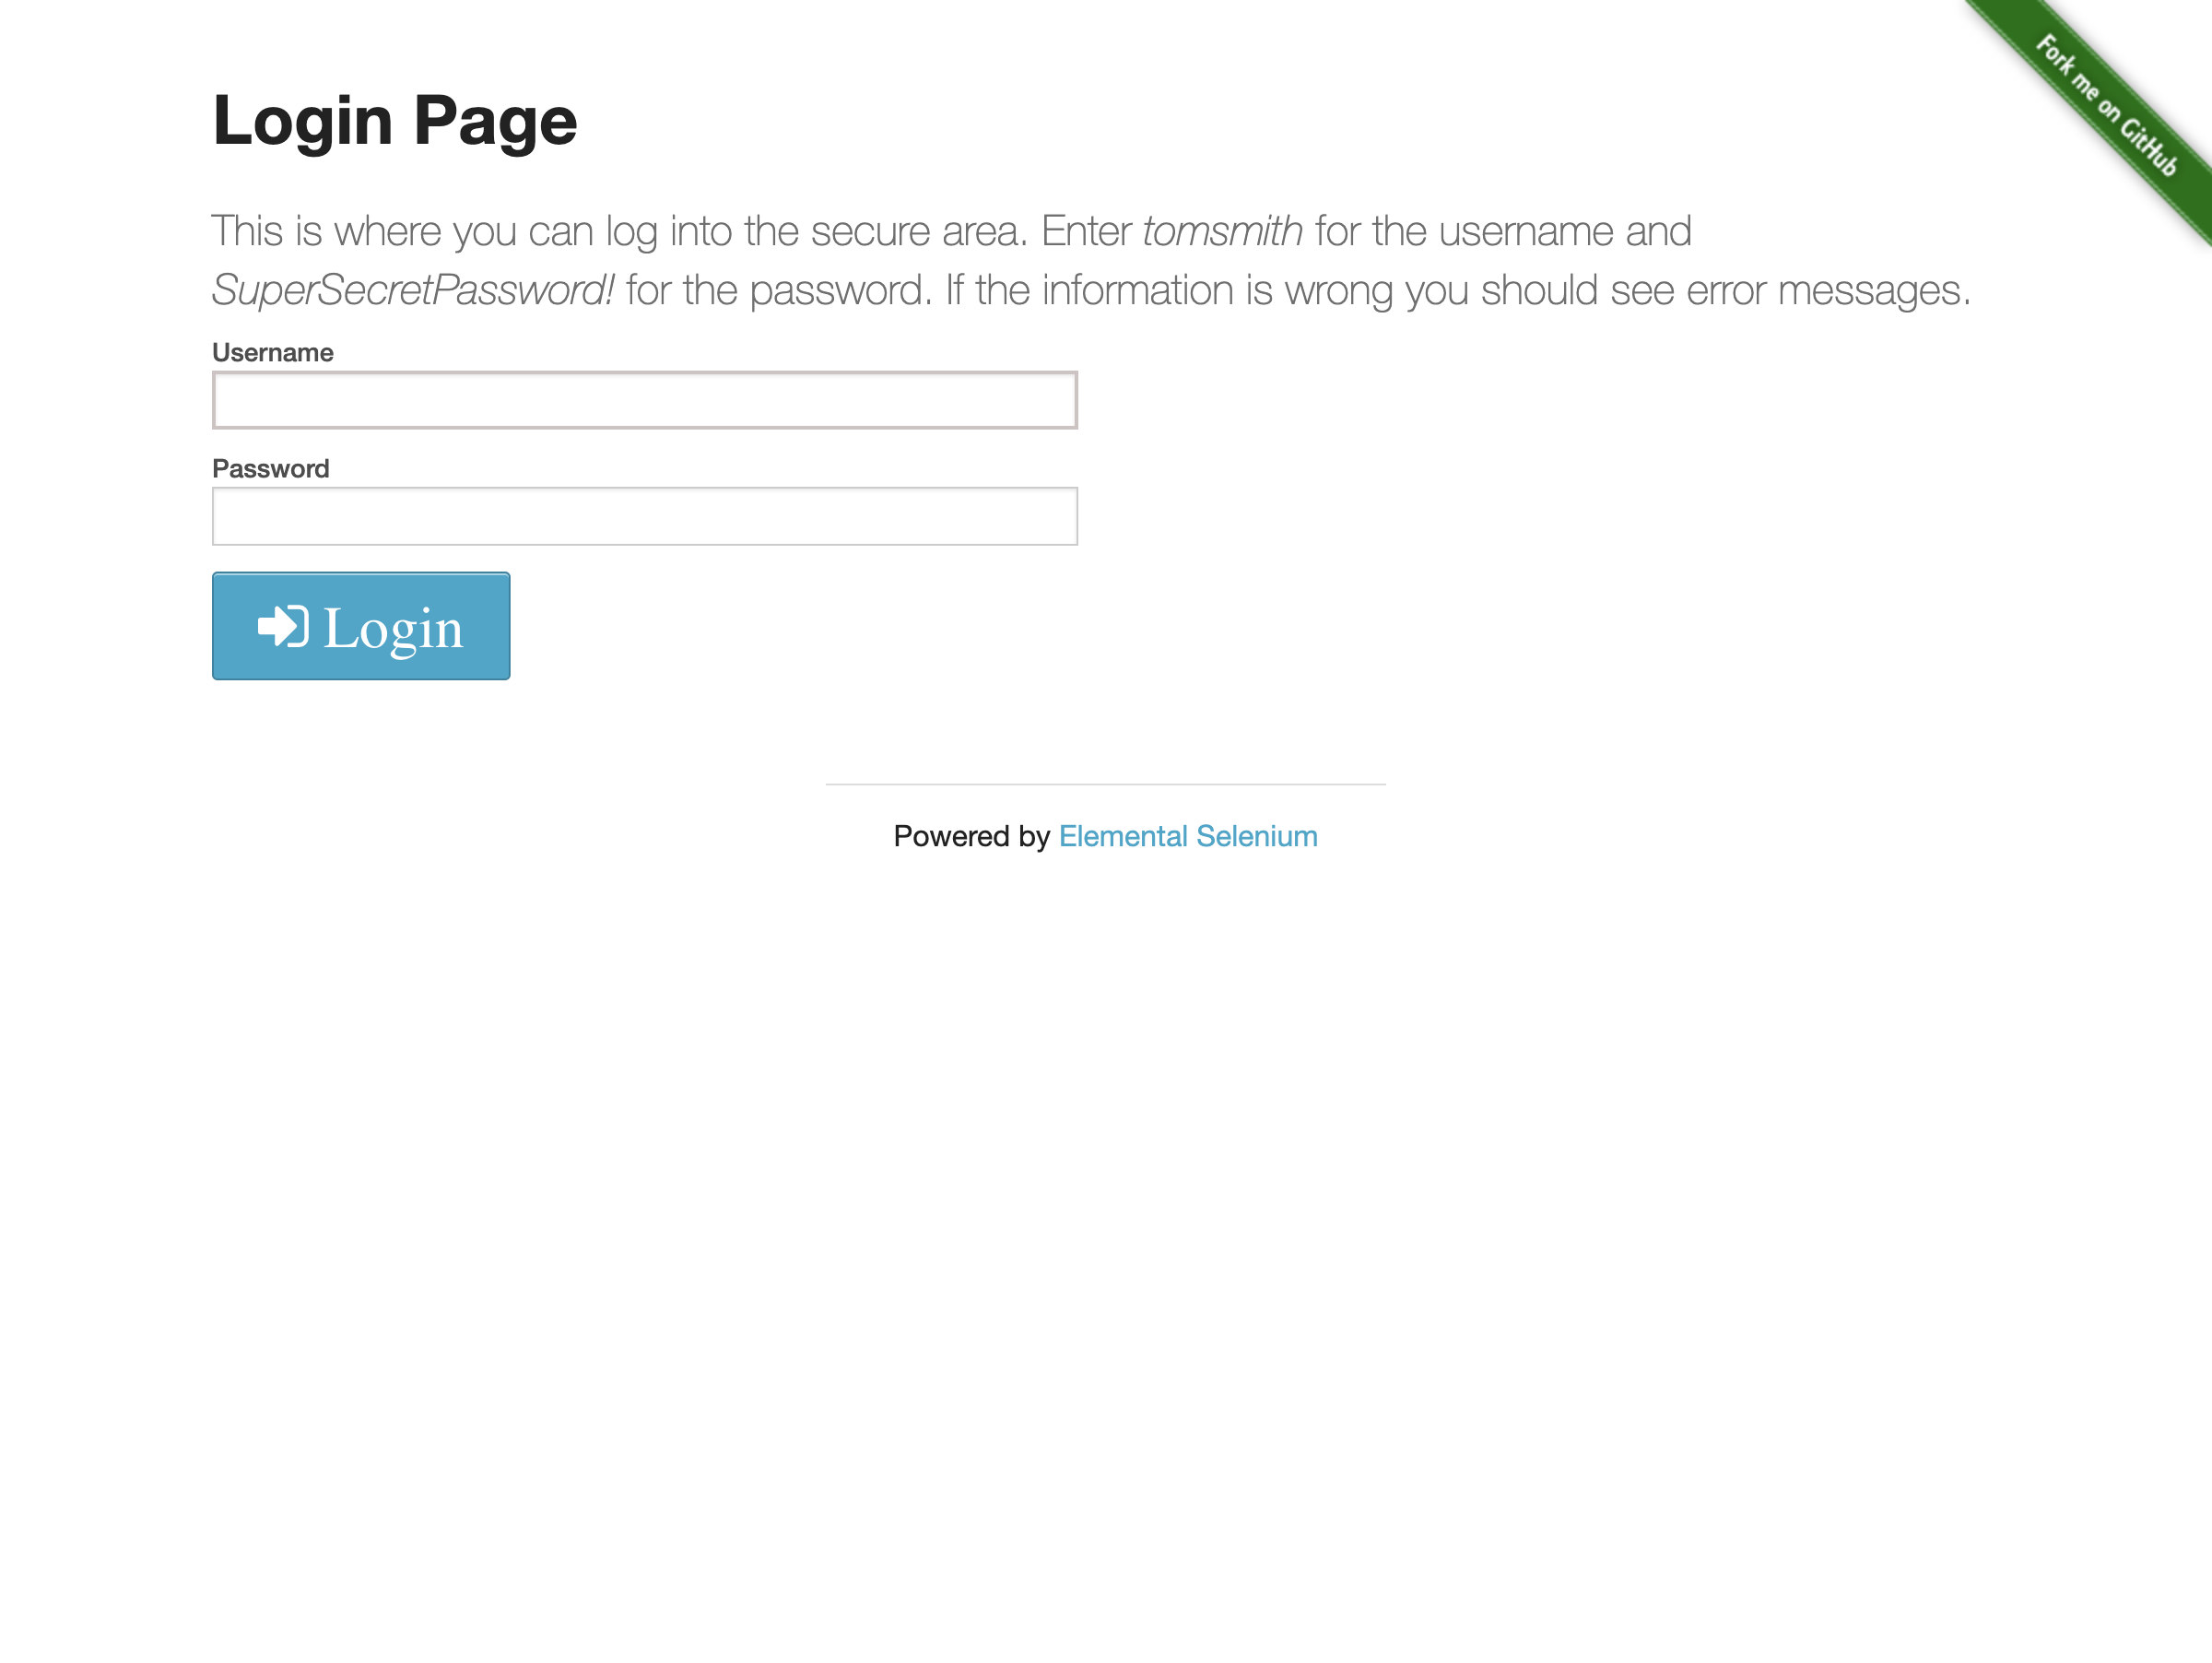 Fork me on GitHub
Login Page
This is where you can log into the secure area. Enter tomsmith for the username and
SuperSecretPassword! for the password. If the information is wrong you should see error messages.
Username
Password
Login
Powered by Elemental Selenium